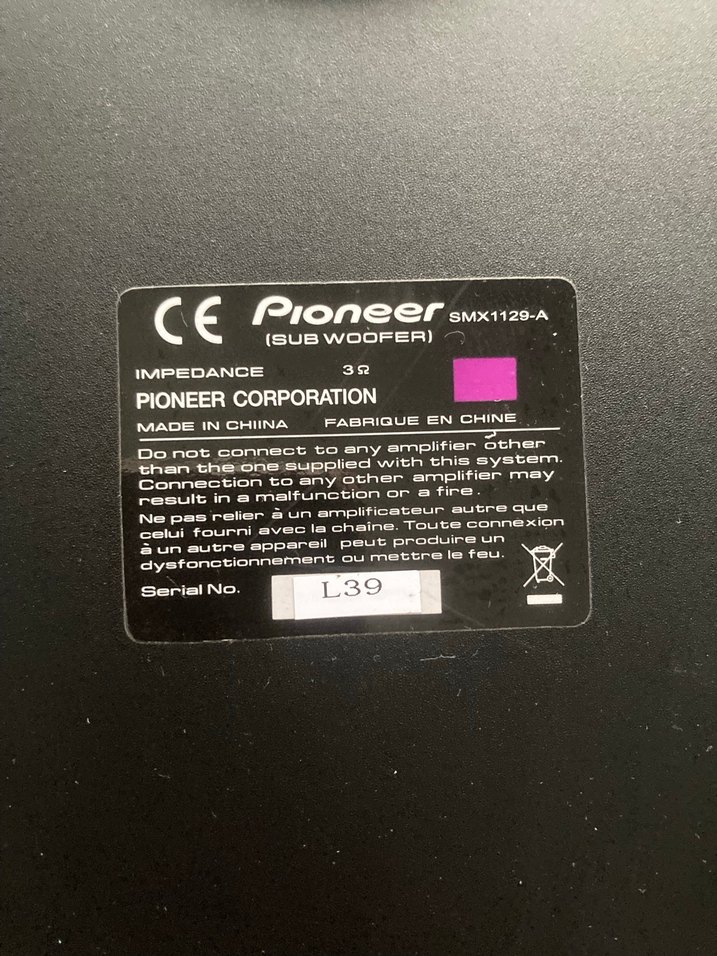 CE Pioneer SMX1129-A
(SUB WOOFER)
IMPEDANCE 3Ω
PIONEER CORPORATION
MADE IN CHIINA FABRIQUE EN CHINE
Do not connect to any amplifier other
than the one supplied with this system.
Connection to any other amplifier may
result in a malfunction or a fire.
Ne pas relier à un amplificateur autre que
celui fourni avec la chaîne. Toute connexion
à un autre appareil peut produire un
dysfonctionnement ou mettre le feu.
Serial No. L39